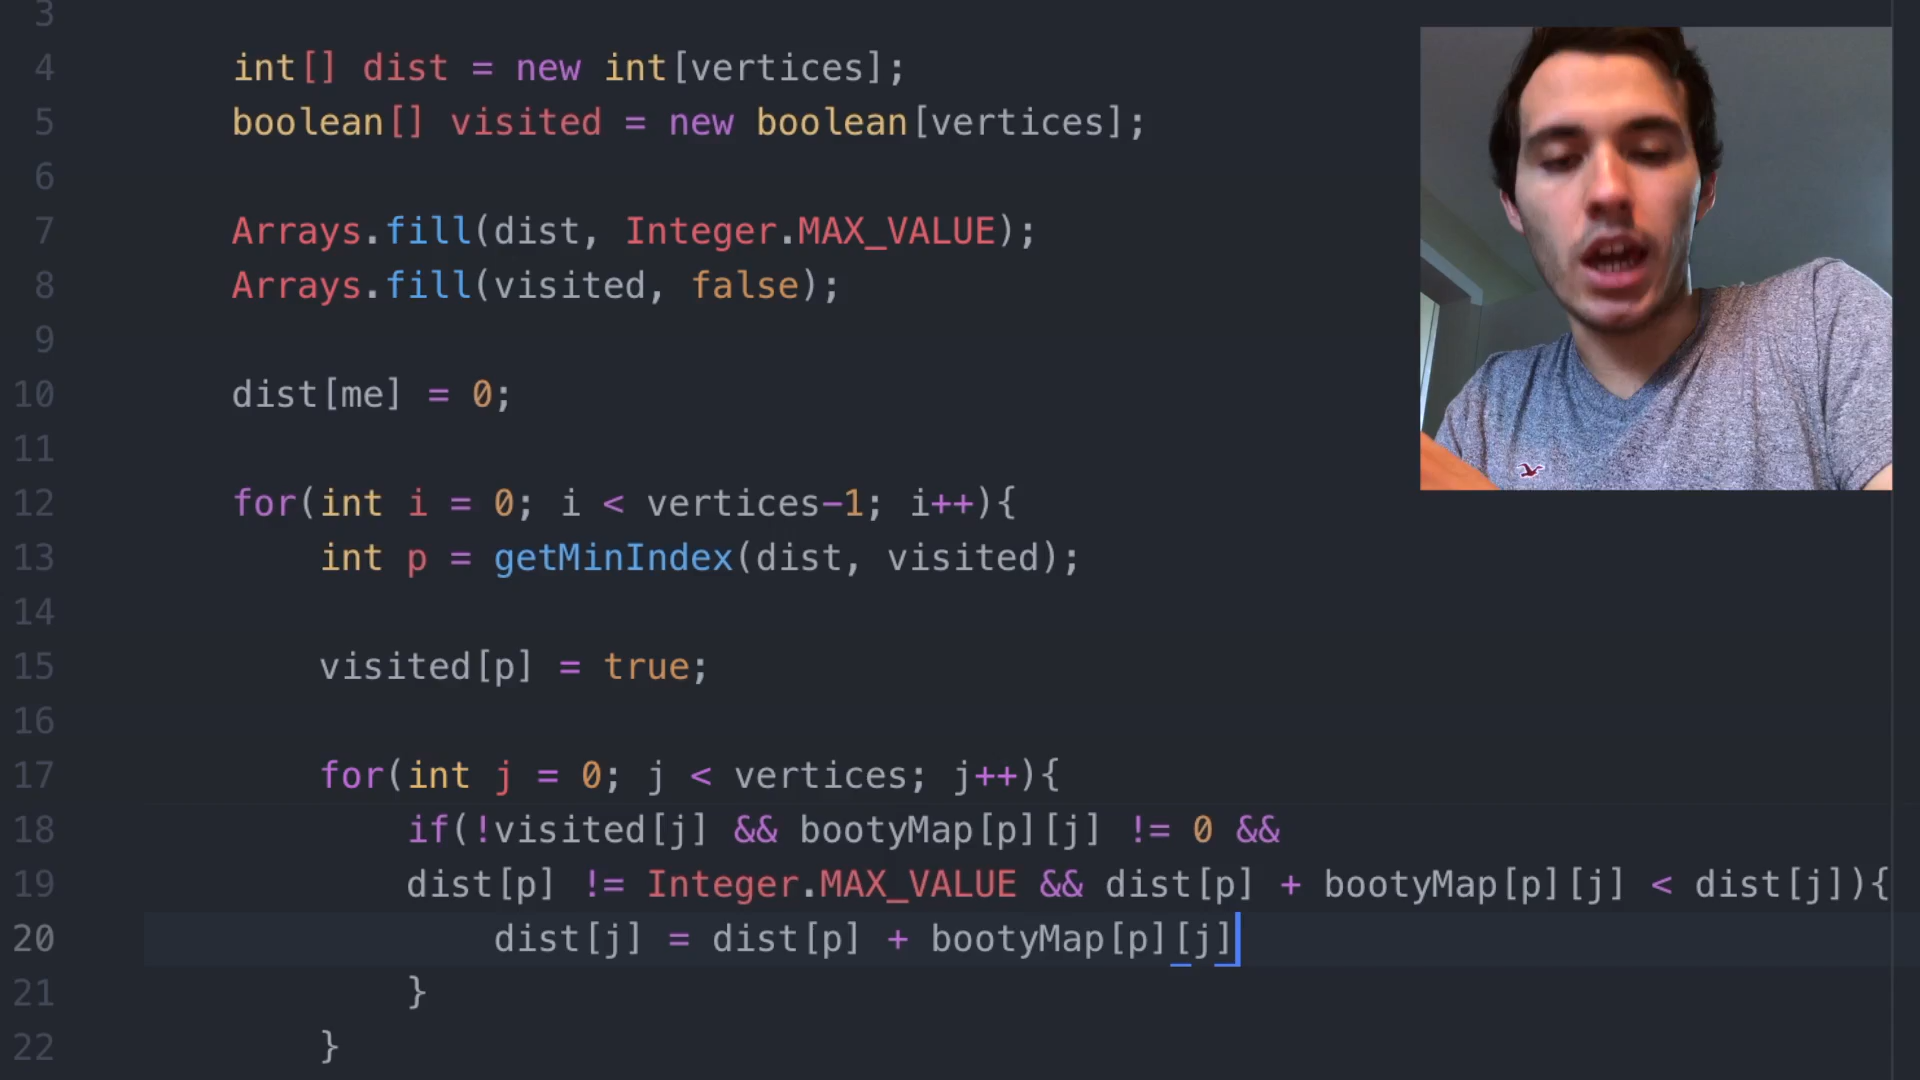 3
4 int[] dist = new int[vertices];
5 boolean[] visited = new boolean[vertices];
6
7 Arrays.fill(dist, Integer.MAX_VALUE);
8 Arrays.fill(visited, false);
9
10 dist[me] = 0;
11
12 for(int i = 0; i < vertices-1; i++){
13 int p = getMinIndex(dist, visited);
14
15 visited[p] = true;
16
17 for(int j = 0; j < vertices; j++){
18 if(!visited[j] && bootyMap[p][j] != 0 &&
19 dist[p] != Integer.MAX_VALUE && dist[p] + bootyMap[p][j] < dist[j]){
20 dist[j] = dist[p] + bootyMap[p][j]
21 }
22 }